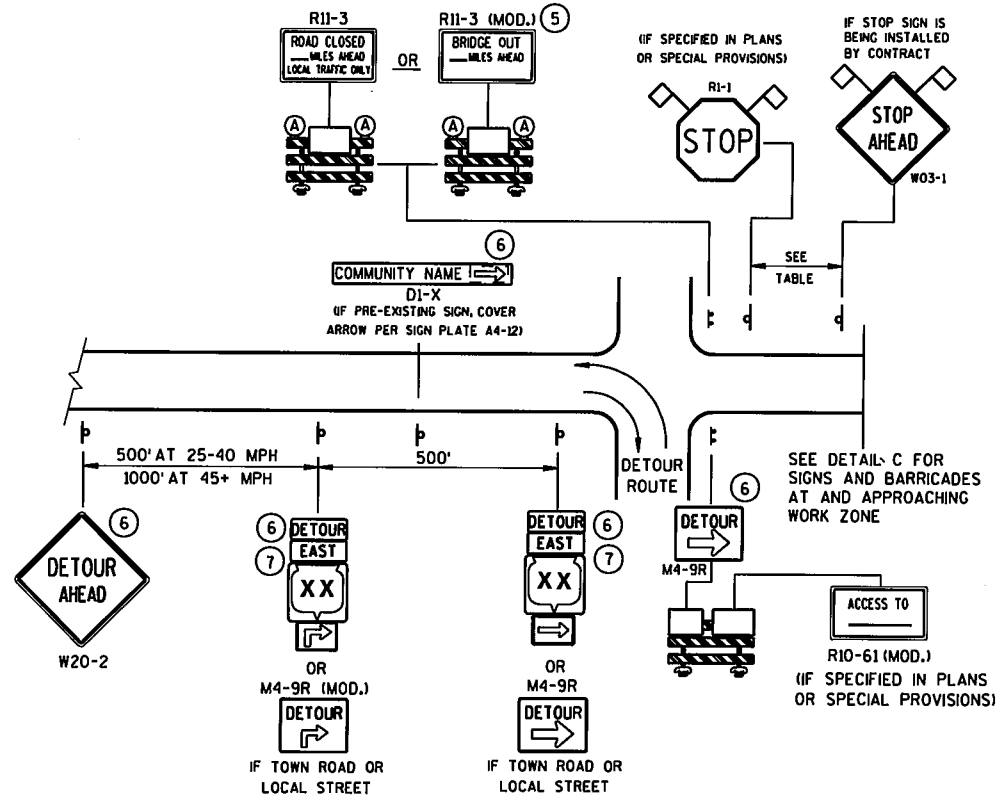 R11-3
ROAD CLOSED
___ MILES AHEAD
LOCAL TRAFFIC ONLY
OR
R11-3 (MOD.)
5
BRIDGE OUT
___ MILES AHEAD
A
A
A
A
(IF SPECIFIED IN PLANS
OR SPECIAL PROVISIONS)
R1-1
STOP
IF STOP SIGN IS
BEING INSTALLED
BY CONTRACT
STOP
AHEAD
W03-1
SEE
TABLE
6
COMMUNITY NAME
D1-X
(IF PRE-EXISTING SIGN, COVER
ARROW PER SIGN PLATE A4-12)
500' AT 25-40 MPH
1000' AT 45+ MPH
500'
DETOUR
ROUTE
SEE DETAIL C FOR
SIGNS AND BARRICADES
AT AND APPROACHING
WORK ZONE
6
DETOUR
AHEAD
W20-2
6
DETOUR
7
EAST
XX
OR
M4-9R (MOD.)
DETOUR
IF TOWN ROAD OR
LOCAL STREET
DETOUR
6
EAST
7
XX
OR
M4-9R
DETOUR
IF TOWN ROAD OR
LOCAL STREET
6
DETOUR
M4-9R
ACCESS TO
______
R10-61 (MOD.)
(IF SPECIFIED IN PLANS
OR SPECIAL PROVISIONS)